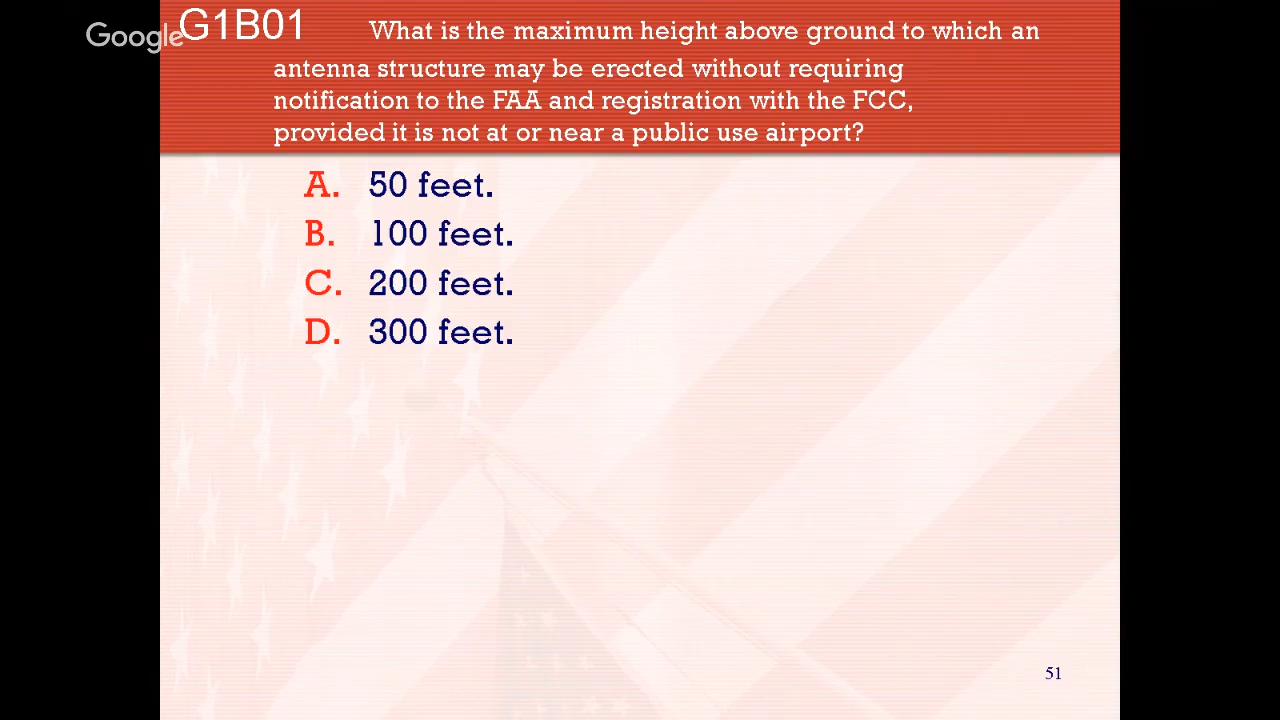 Google
G1B01 What is the maximum height above ground to which an
antenna structure may be erected without requiring
notification to the FAA and registration with the FCC,
provided it is not at or near a public use airport?
A. 50 feet.
B. 100 feet.
C. 200 feet.
D. 300 feet.
51